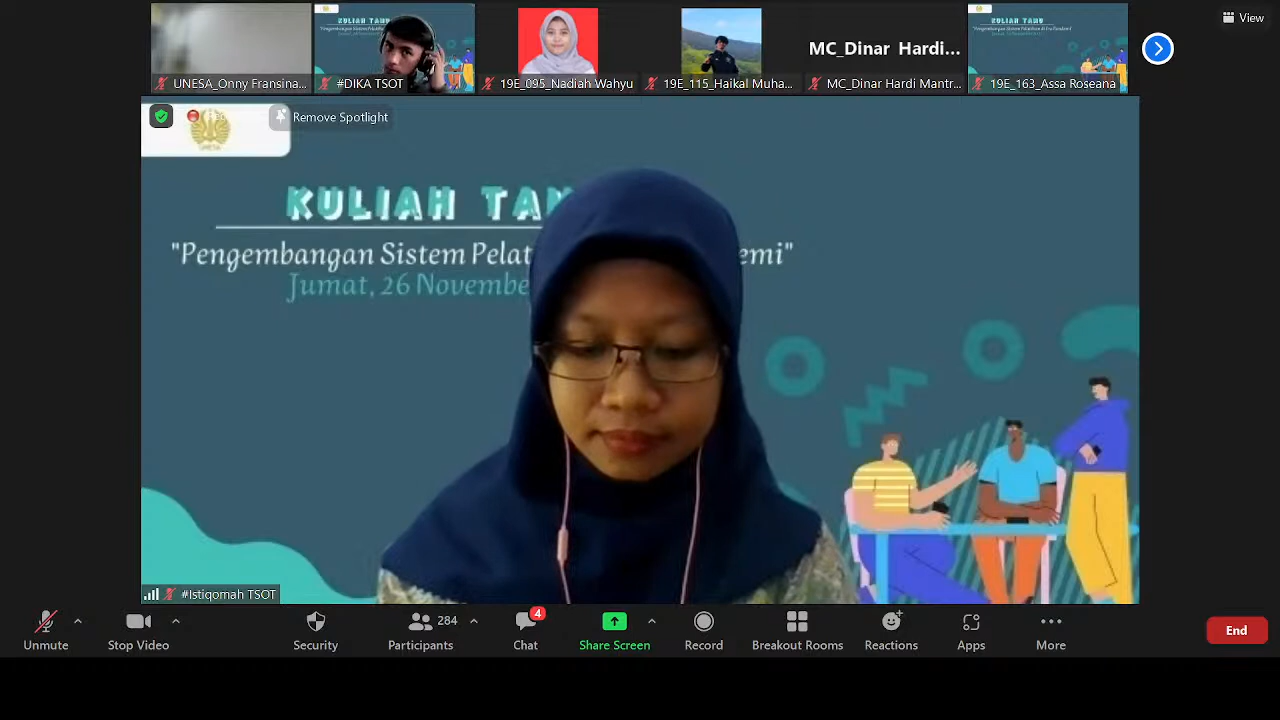 View
MC_Dinar Hardi...
UNESA_Onny Fransina...
#DIKA TSOT
19E_095_Nadiah Wahyu
19E_115_Haikal Muha...
MC_Dinar Hardi Mantr...
19E_163_Assa Roseana
Remove Spotlight
UNESA
KULIAH TAM
"Pengembangan Sistem Pelat emi"
Jumat, 26 Novembe
#Istiqomah TSOT
284
4
Unmute
Stop Video
Security
Participants
Chat
Share Screen
Record
Breakout Rooms
Reactions
Apps
More
End